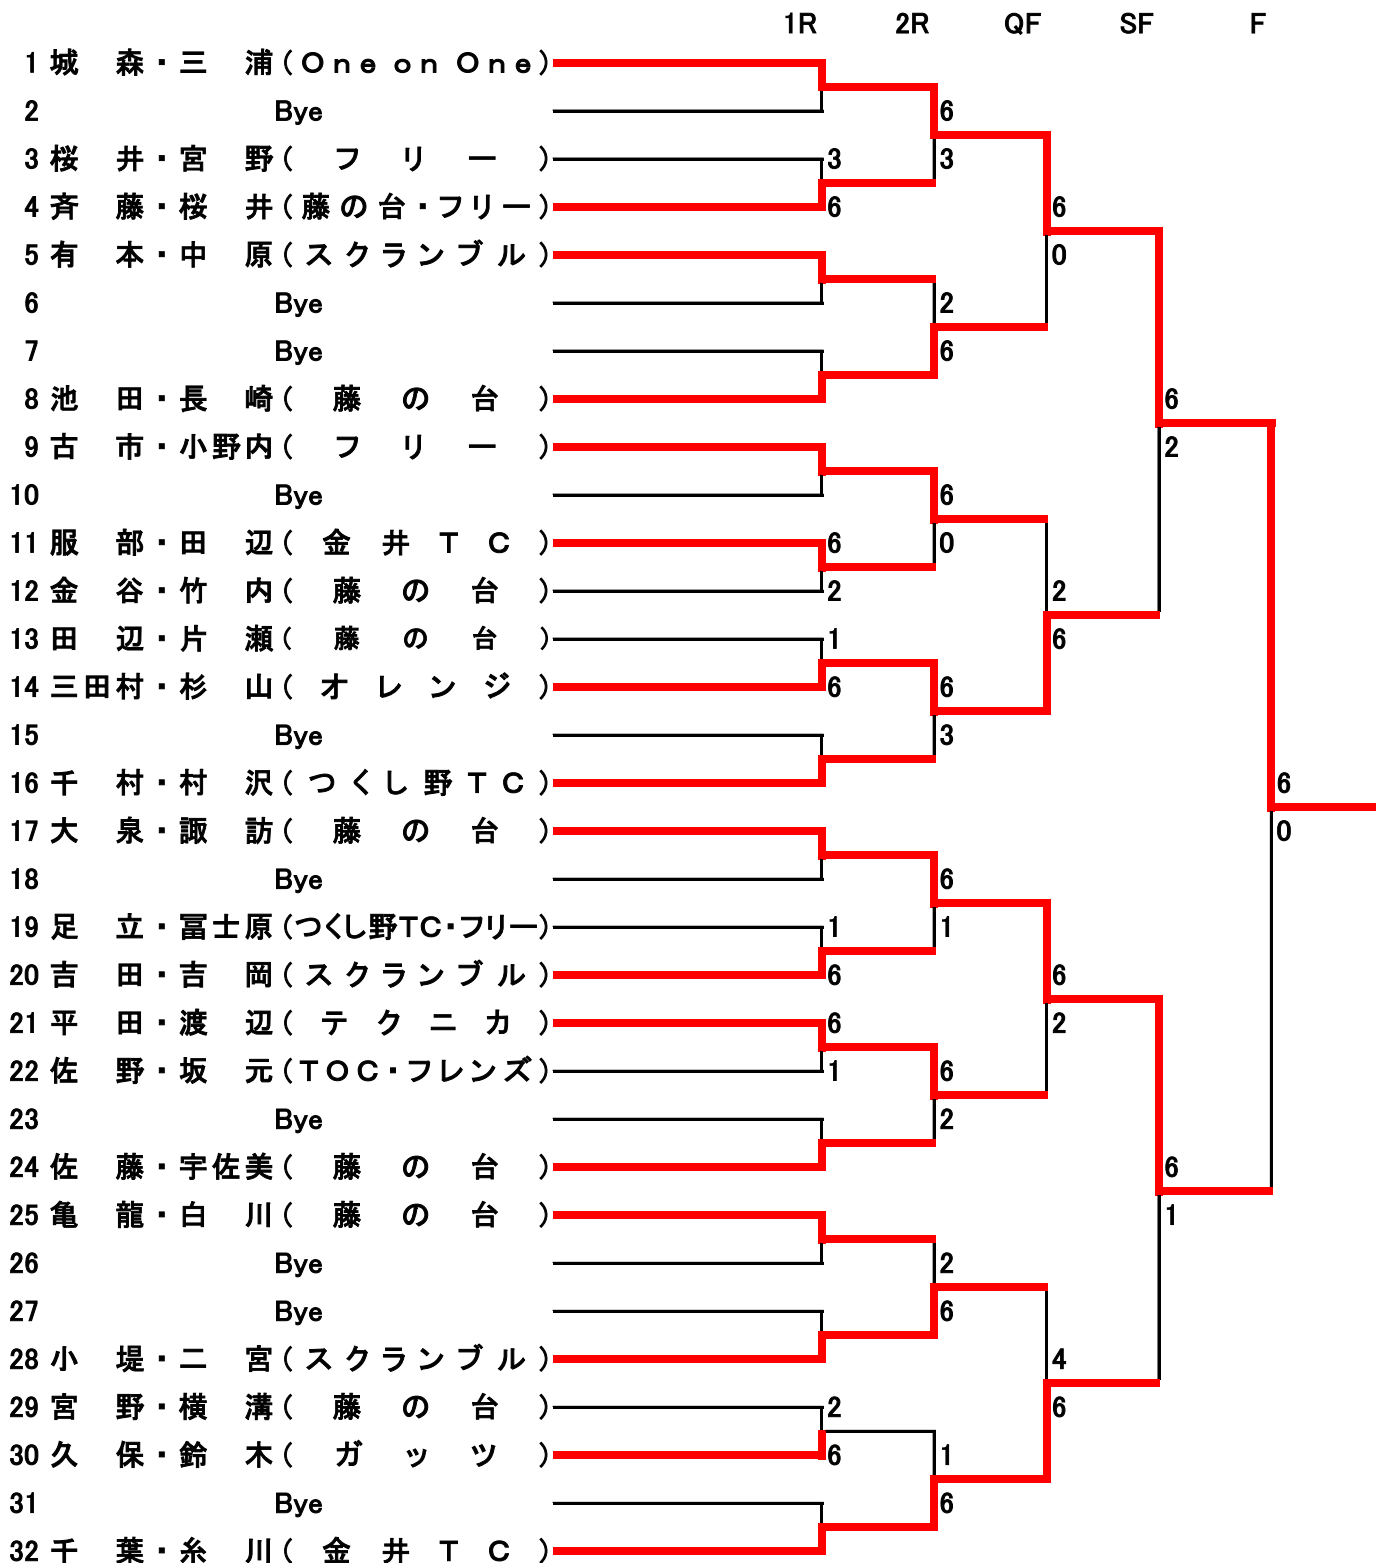 1R 2R QF SF F
1 城 森・三 浦(One on One)
2 Bye 6
3 桜 井・宮 野( フ リ ー ) 3 3
4 斉 藤・桜 井(藤の台・フリー) 6 6
5 有 本・中 原(スクランブル) 0
6 Bye 2
7 Bye 6
8 池 田・長 崎( 藤 の 台 ) 6
9 古 市・小野内( フ リ ー ) 2
10 Bye 6
11 服 部・田 辺( 金 井 T C ) 6 0
12 金 谷・竹 内( 藤 の 台 ) 2 2
13 田 辺・片 瀬( 藤 の 台 ) 1 6
14 三田村・杉 山( オ レ ン ジ ) 6 6
15 Bye 3
16 千 村・村 沢(つくし野TC) 6
17 大 泉・諏 訪( 藤 の 台 ) 0
18 Bye 6
19 足 立・冨士原(つくし野TC・フリー) 1 1
20 吉 田・吉 岡(スクランブル) 6 6
21 平 田・渡 辺( テ ク ニ カ ) 6 2
22 佐 野・坂 元(TOC・フレンズ) 1 6
23 Bye 2
24 佐 藤・宇佐美( 藤 の 台 ) 6
25 亀 龍・白 川( 藤 の 台 ) 1
26 Bye 2
27 Bye 6
28 小 堤・二 宮(スクランブル) 4
29 宮 野・横 溝( 藤 の 台 ) 2 6
30 久 保・鈴 木( ガ ッ ツ ) 6 1
31 Bye 6
32 千 葉・糸 川( 金 井 T C )